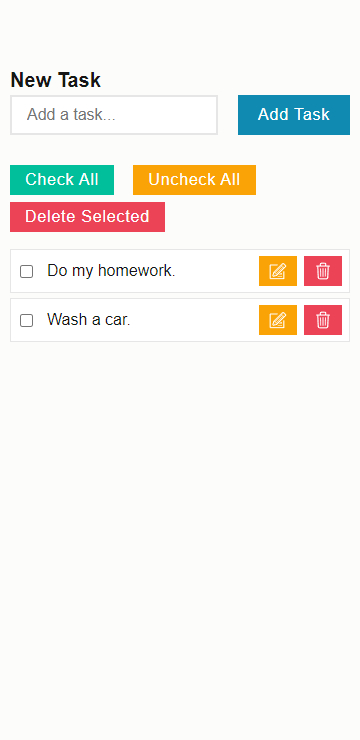 New Task
Add a task...
Add Task
Check All
Uncheck All
Delete Selected
Do my homework.
Wash a car.